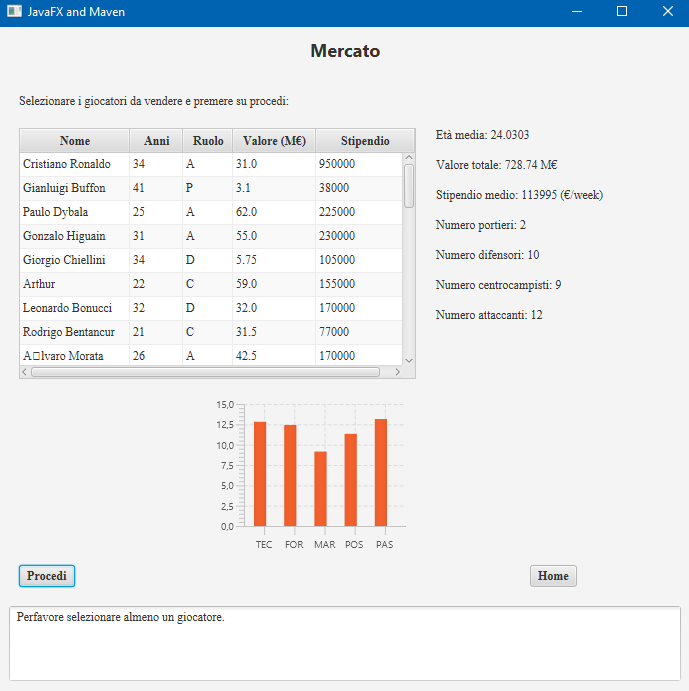 JavaFX and Maven
Mercato
Selezionare i giocatori da vendere e premere su procedi:
Nome Anni Ruolo Valore (M€) Stipendio
Cristiano Ronaldo 34 A 31.0 950000
Gianluigi Buffon 41 P 3.1 38000
Paulo Dybala 25 A 62.0 225000
Gonzalo Higuain 31 A 55.0 230000
Giorgio Chiellini 34 D 5.75 105000
Arthur 22 C 59.0 155000
Leonardo Bonucci 32 D 32.0 170000
Rodrigo Bentancur 21 C 31.5 77000
A□lvaro Morata 26 A 42.5 170000
Età media: 24.0303
Valore totale: 728.74 M€
Stipendio medio: 113995 (€/week)
Numero portieri: 2
Numero difensori: 10
Numero centrocampisti: 9
Numero attaccanti: 12
15,0
12,5
10,0
7,5
5,0
2,5
0,0
TEC FOR MAR POS PAS
Procedi
Home
Perfavore selezionare almeno un giocatore.